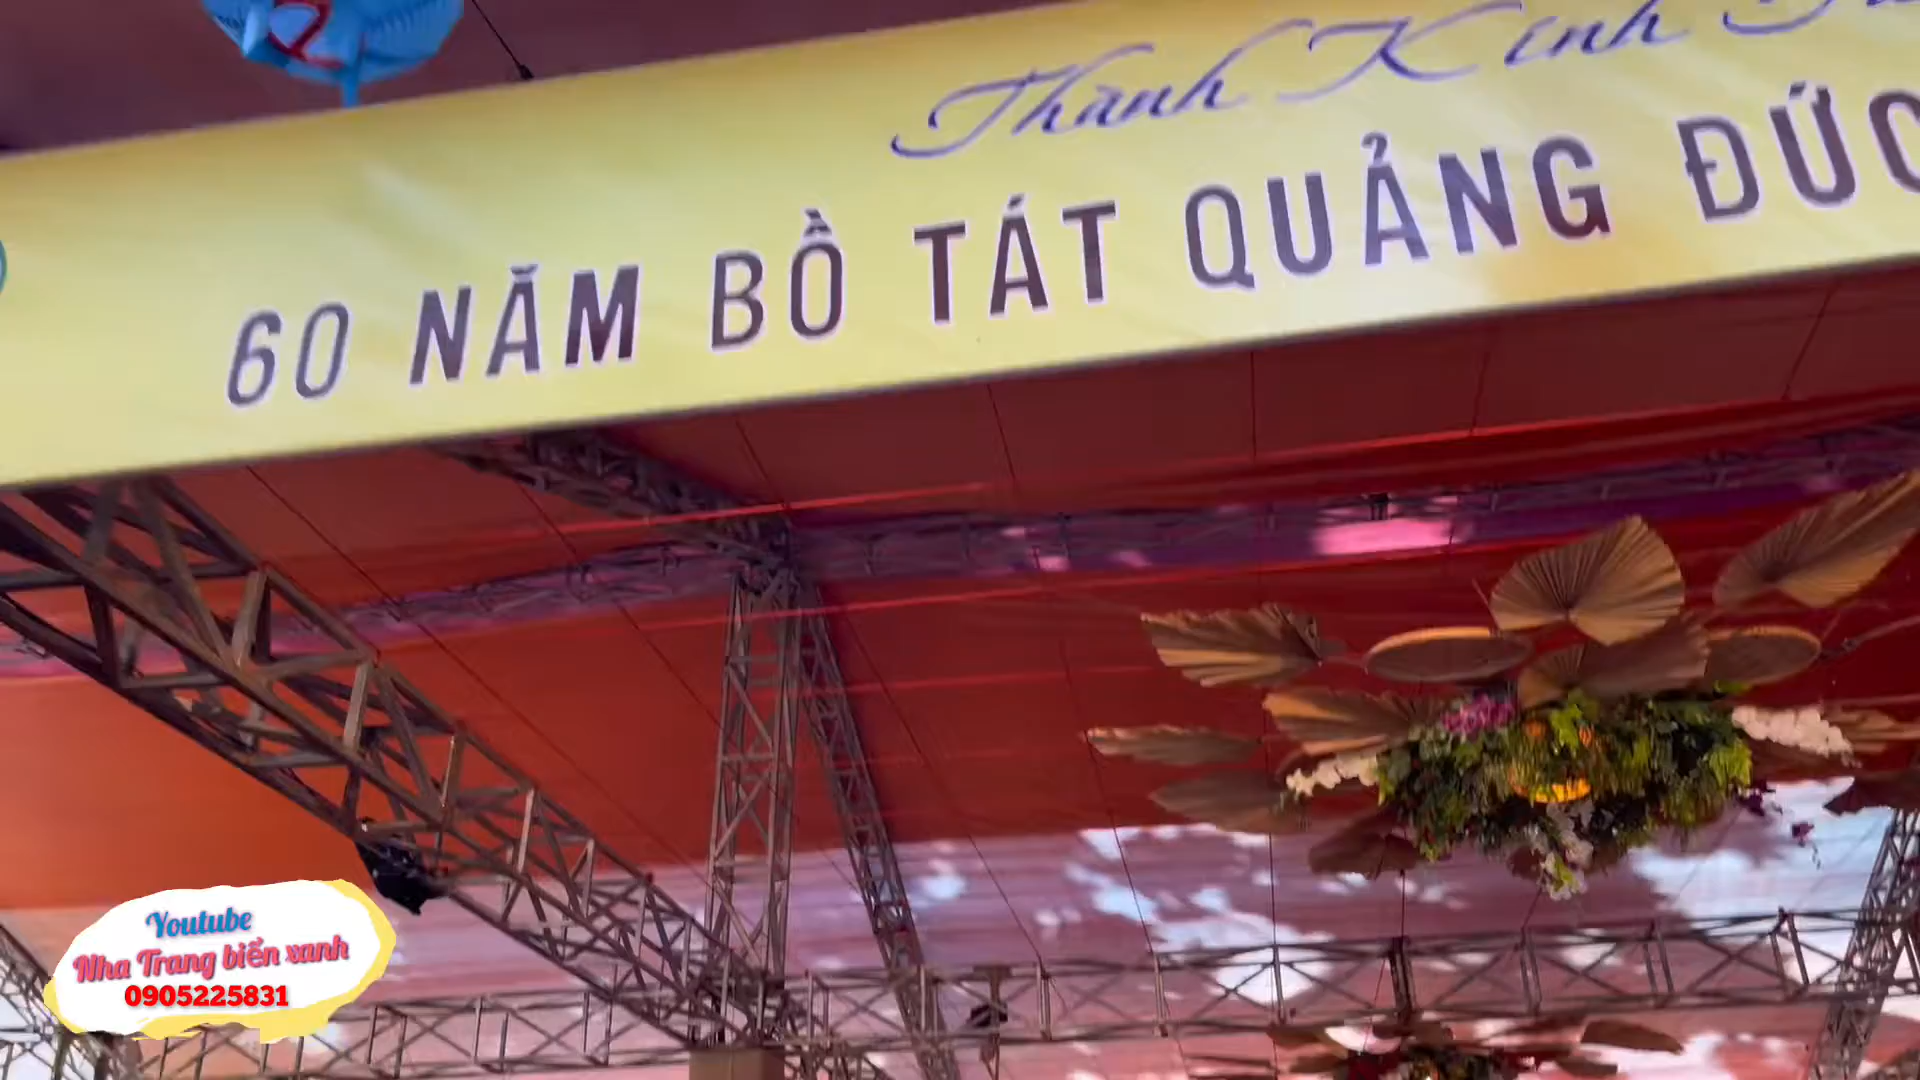 Thành Kính
60 NĂM BỒ TÁT QUẢNG ĐỨC
Youtube
Nha Trang biển xanh
0905225831